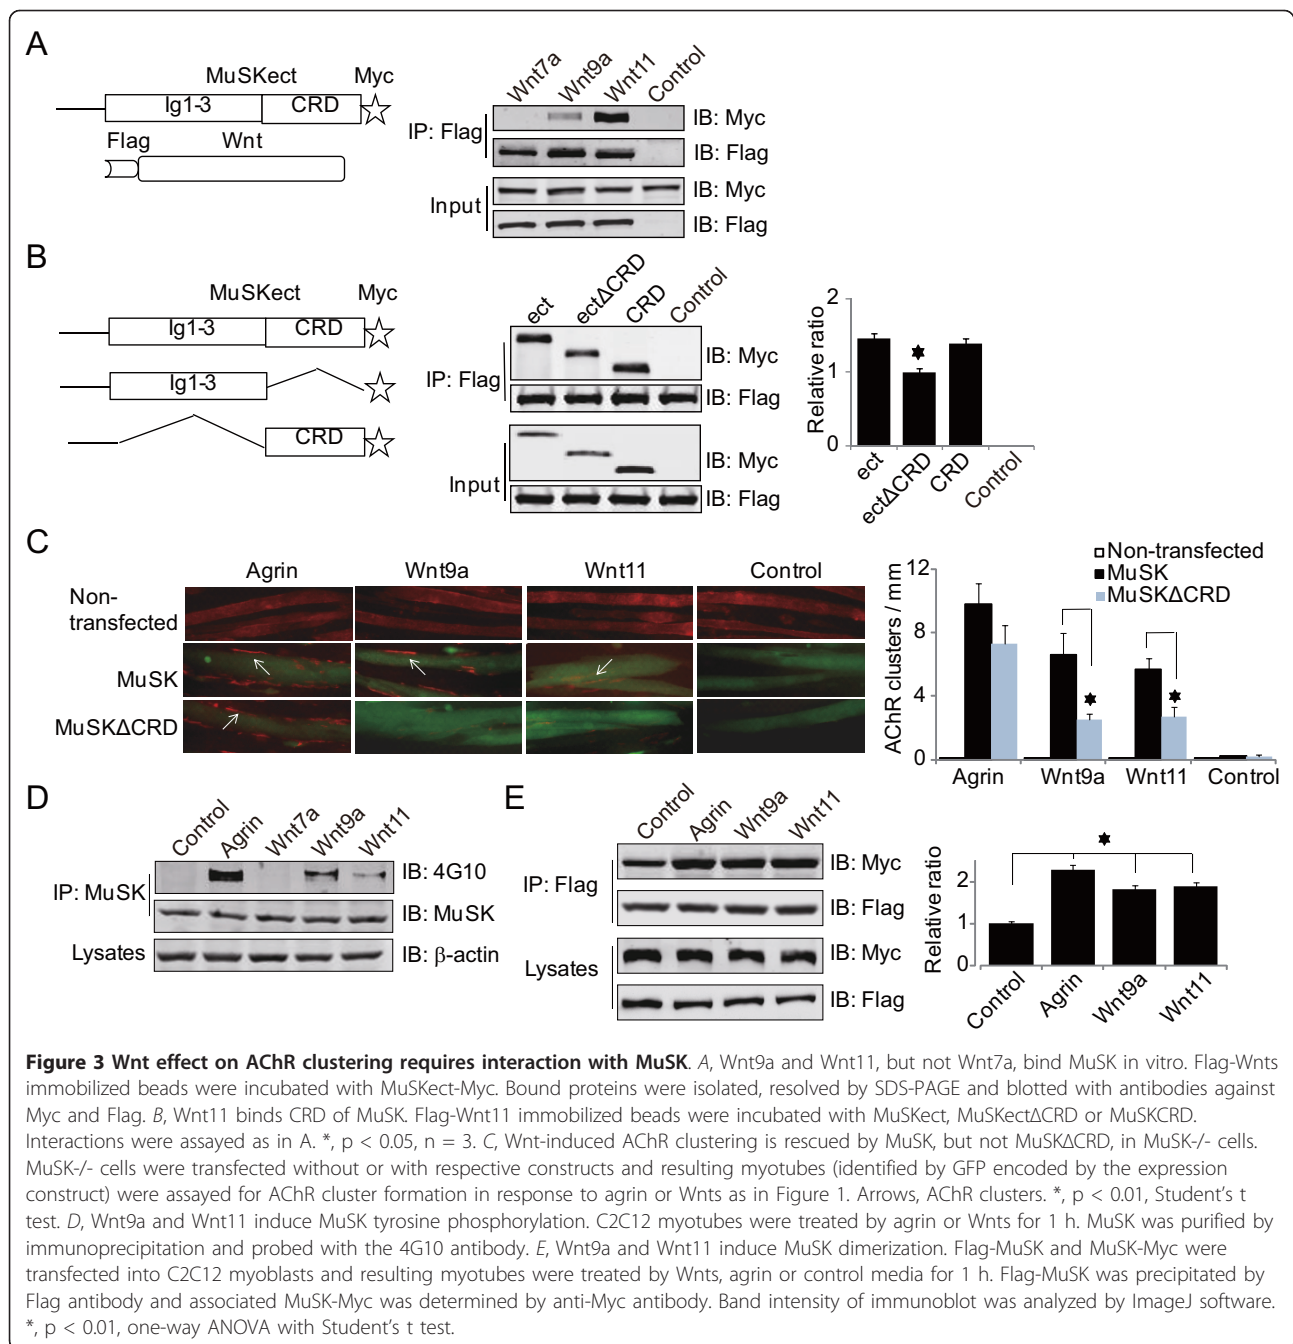 A
MuSKect Myc
Ig1-3 CRD
Flag Wnt
Wnt7a Wnt9a Wnt11 Control
IP: Flag
IB: Myc
IB: Flag
Input
IB: Myc
IB: Flag
B
MuSKect Myc
Ig1-3 CRD
Ig1-3
CRD
ect ectΔCRD CRD Control
IP: Flag
IB: Myc
IB: Flag
Input
IB: Myc
IB: Flag
Relative ratio
2
1
0
ect ectΔCRD CRD Control
C
Agrin Wnt9a Wnt11 Control
Non-
transfected
MuSK
MuSKΔCRD
Non-transfected
MuSK
MuSKΔCRD
AChR clusters / mm
12
8
4
0
Agrin Wnt9a Wnt11 Control
D
Control Agrin Wnt7a Wnt9a Wnt11
IP: MuSK
IB: 4G10
IB: MuSK
Lysates
IB: β-actin
E
Control Agrin Wnt9a Wnt11
IP: Flag
IB: Myc
IB: Flag
Lysates
IB: Myc
IB: Flag
Relative ratio
2
1
0
Control Agrin Wnt9a Wnt11
Figure 3 Wnt effect on AChR clustering requires interaction with MuSK. A, Wnt9a and Wnt11, but not Wnt7a, bind MuSK in vitro. Flag-Wnts
immobilized beads were incubated with MuSKect-Myc. Bound proteins were isolated, resolved by SDS-PAGE and blotted with antibodies against
Myc and Flag. B, Wnt11 binds CRD of MuSK. Flag-Wnt11 immobilized beads were incubated with MuSKect, MuSKectΔCRD or MuSKCRD.
Interactions were assayed as in A. *, p < 0.05, n = 3. C, Wnt-induced AChR clustering is rescued by MuSK, but not MuSKΔCRD, in MuSK-/- cells.
MuSK-/- cells were transfected without or with respective constructs and resulting myotubes (identified by GFP encoded by the expression
construct) were assayed for AChR cluster formation in response to agrin or Wnts as in Figure 1. Arrows, AChR clusters. *, p < 0.01, Student's t
test. D, Wnt9a and Wnt11 induce MuSK tyrosine phosphorylation. C2C12 myotubes were treated by agrin or Wnts for 1 h. MuSK was purified by
immunoprecipitation and probed with the 4G10 antibody. E, Wnt9a and Wnt11 induce MuSK dimerization. Flag-MuSK and MuSK-Myc were
transfected into C2C12 myoblasts and resulting myotubes were treated by Wnts, agrin or control media for 1 h. Flag-MuSK was precipitated by
Flag antibody and associated MuSK-Myc was determined by anti-Myc antibody. Band intensity of immunoblot was analyzed by ImageJ software.
*, p < 0.01, one-way ANOVA with Student's t test.